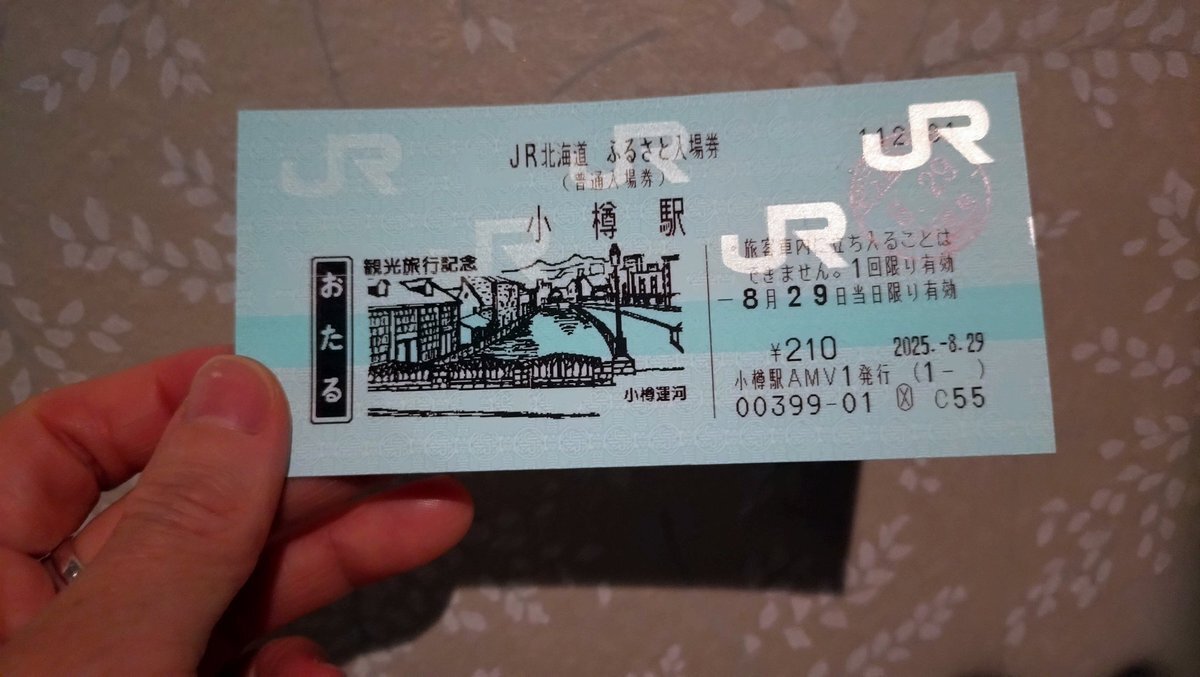 JR
JR北海道 ふるさと入場券
（普通入場券）
小樽駅
おたる
観光旅行記念
小樽運河
旅客車内に立ち入ることは
できません。1回限り有効
-8月29日当日限り有効
¥210 2025.-8.29
小樽駅AMV1発行 (1- )
00399-01 C55
JR
JR
JR
JR